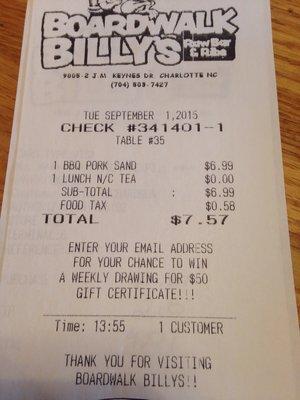 BOARDWALK
BILLY'S Raw Bar & Ribs
9005-2 J.M. KEYNES DR. CHARLOTTE NC
(704) 503-7427
TUE SEPTEMBER 1,2015
CHECK #341401-1
TABLE #35
1 BBQ PORK SAND $6.99
1 LUNCH N/C TEA $0.00
SUB-TOTAL : $6.99
FOOD TAX $0.58
TOTAL $7.57
ENTER YOUR EMAIL ADDRESS
FOR YOUR CHANCE TO WIN
A WEEKLY DRAWING FOR $50
GIFT CERTIFICATE!!!
Time: 13:55 1 CUSTOMER
THANK YOU FOR VISITING
BOARDWALK BILLYS!!